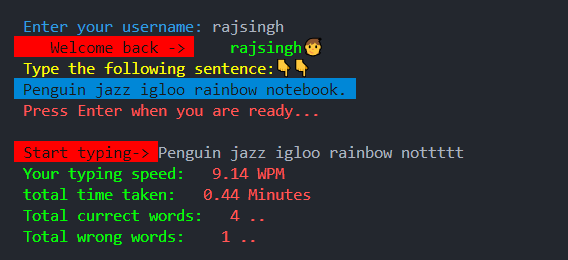 Enter your username: rajsingh
Welcome back -> rajsingh🧑
Type the following sentence:👇👇
Penguin jazz igloo rainbow notebook.
Press Enter when you are ready...
Start typing-> Penguin jazz igloo rainbow nottttt
Your typing speed: 9.14 WPM
total time taken: 0.44 Minutes
Total currect words: 4 ..
Total wrong words: 1 ..